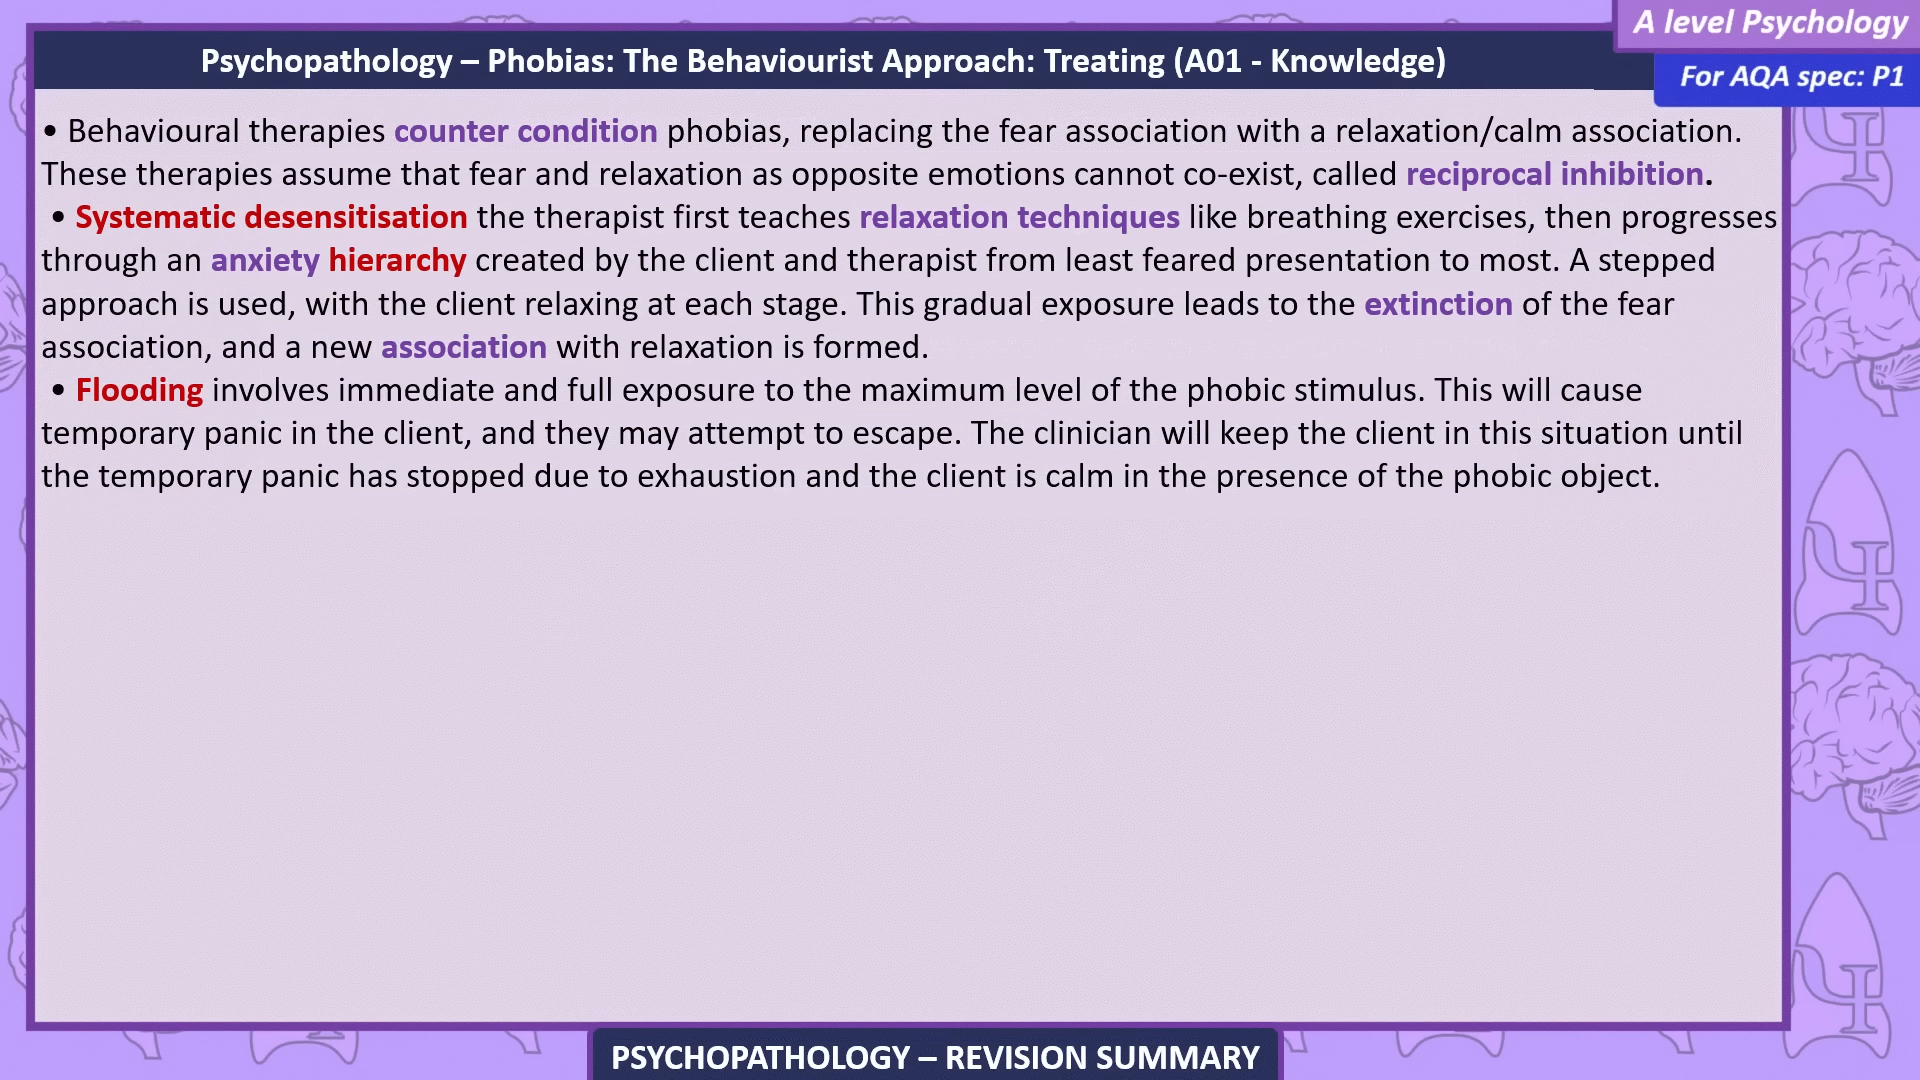 A level Psychology
Psychopathology – Phobias: The Behaviourist Approach: Treating (A01 - Knowledge)
For AQA spec: P1
• Behavioural therapies counter condition phobias, replacing the fear association with a relaxation/calm association.
These therapies assume that fear and relaxation as opposite emotions cannot co-exist, called reciprocal inhibition.
• Systematic desensitisation the therapist first teaches relaxation techniques like breathing exercises, then progresses
through an anxiety hierarchy created by the client and therapist from least feared presentation to most. A stepped
approach is used, with the client relaxing at each stage. This gradual exposure leads to the extinction of the fear
association, and a new association with relaxation is formed.
• Flooding involves immediate and full exposure to the maximum level of the phobic stimulus. This will cause
temporary panic in the client, and they may attempt to escape. The clinician will keep the client in this situation until
the temporary panic has stopped due to exhaustion and the client is calm in the presence of the phobic object.
PSYCHOPATHOLOGY – REVISION SUMMARY